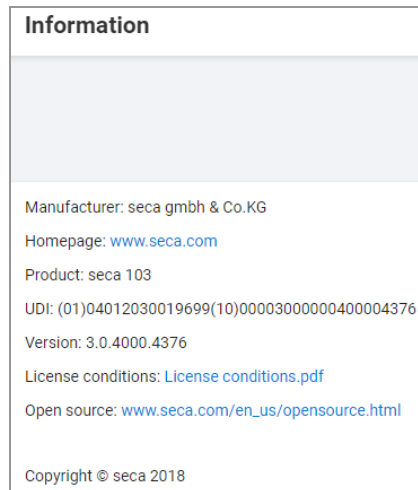 Information
Manufacturer: seca gmbh & Co.KG
Homepage: www.seca.com
Product: seca 103
UDI: (01)04012030019699(10)00003000000400004376
Version: 3.0.4000.4376
License conditions: License conditions.pdf
Open source: www.seca.com/en_us/opensource.html
Copyright © seca 2018